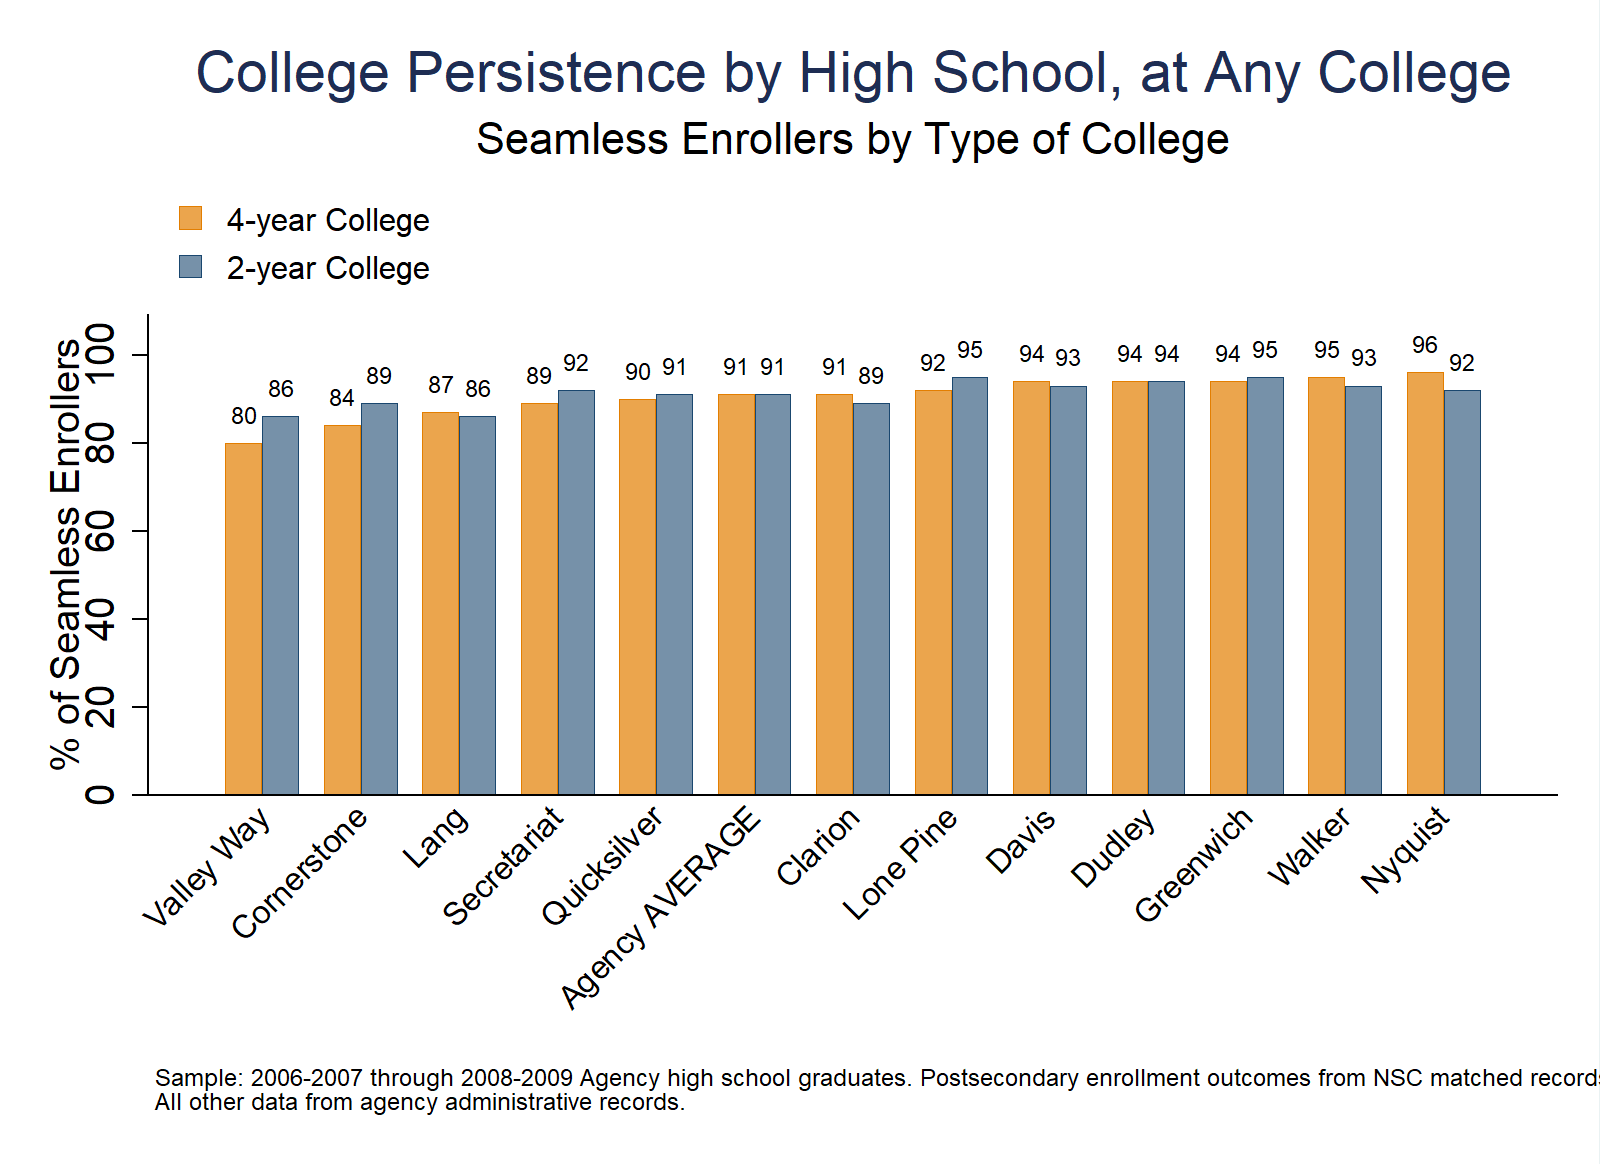 College Persistence by High School, at Any College
Seamless Enrollers by Type of College
4-year College
2-year College
% of Seamless Enrollers
100
80
60
40
20
0
80 86 84 89 87 86 89 92 90 91 91 91 91 89 92 95 94 93 94 94 94 95 95 93 96 92
Valley Way
Cornerstone
Lang
Secretariat
Quicksilver
Agency AVERAGE
Clarion
Lone Pine
Davis
Dudley
Greenwich
Walker
Nyquist
Sample: 2006-2007 through 2008-2009 Agency high school graduates. Postsecondary enrollment outcomes from NSC matched records
All other data from agency administrative records.